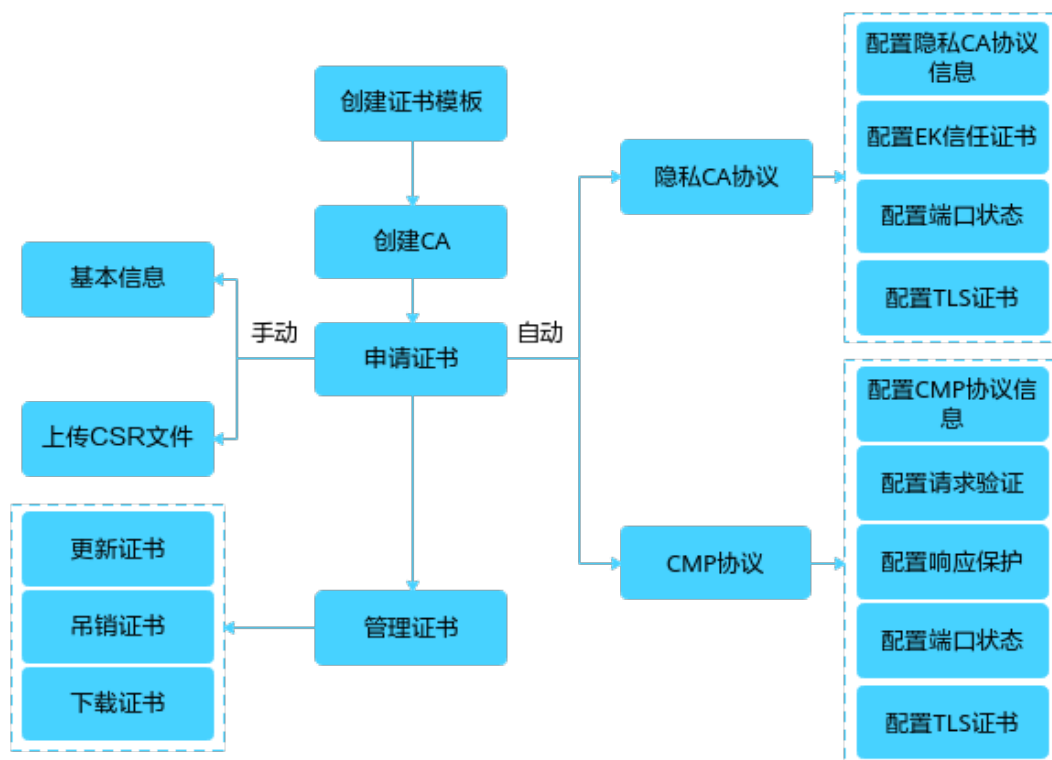 创建证书模板
创建CA
申请证书
管理证书
手动
基本信息
上传CSR文件
更新证书
吊销证书
下载证书
自动
隐私CA协议
配置隐私CA协议
信息
配置EK信任证书
配置端口状态
配置TLS证书
CMP协议
配置CMP协议信
息
配置请求验证
配置响应保护
配置端口状态
配置TLS证书